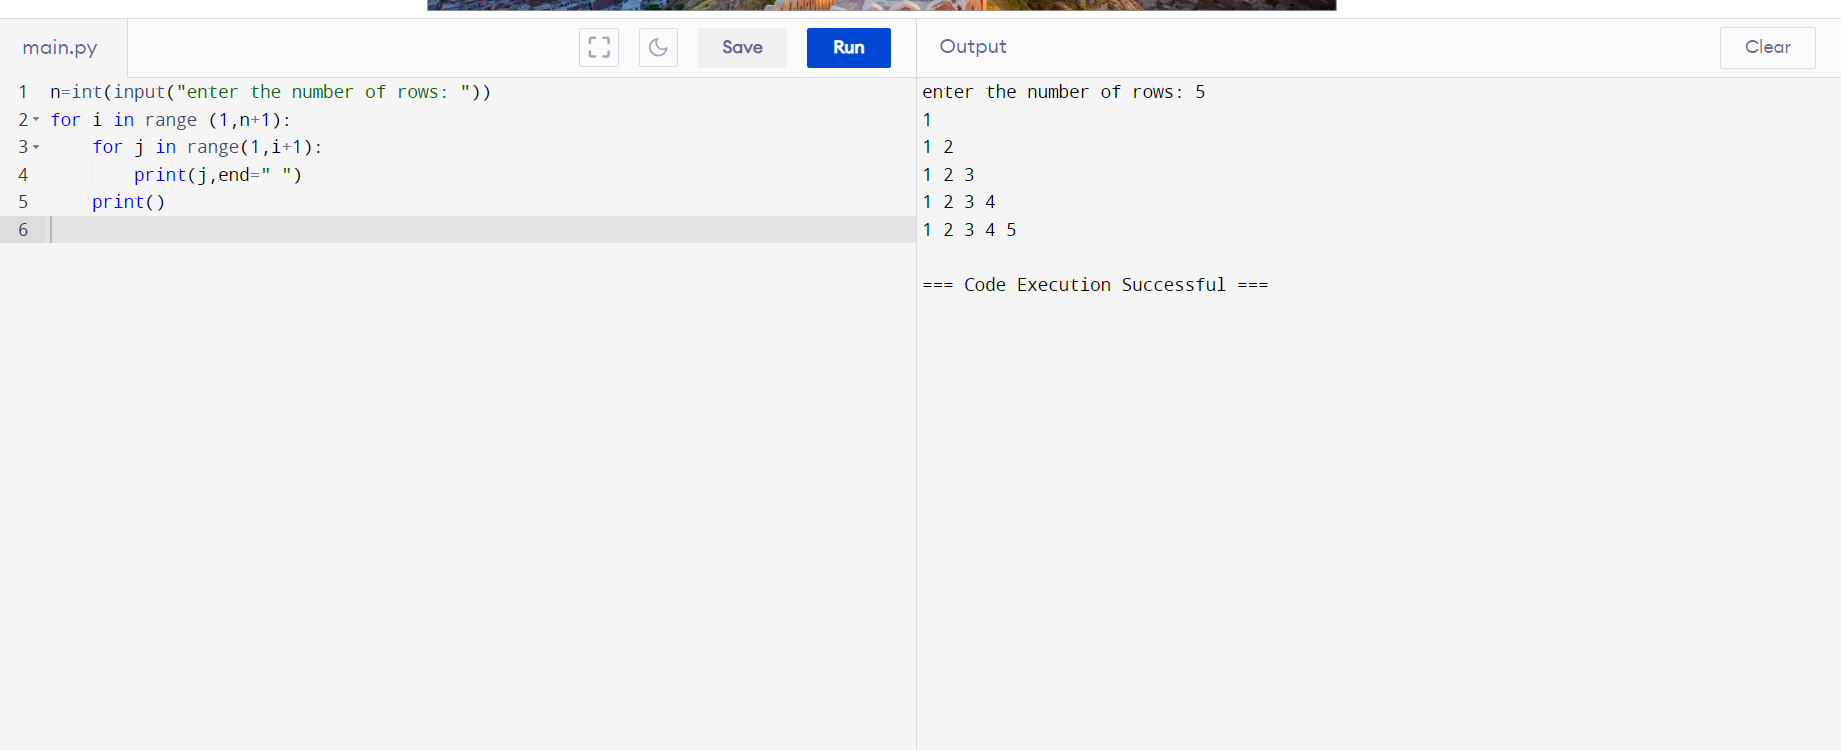 main.py
Save
Run
Output
Clear
1 n=int(input("enter the number of rows: "))
2 for i in range (1,n+1):
3     for j in range(1,i+1):
4         print(j,end=" ")
5     print()
6
enter the number of rows: 5
1
1 2
1 2 3
1 2 3 4
1 2 3 4 5
=== Code Execution Successful ===